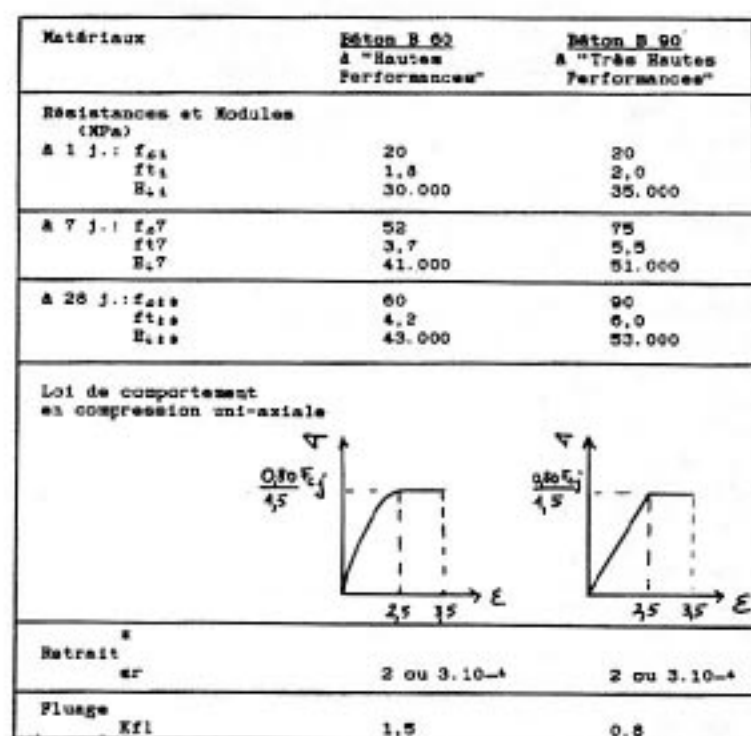 Matériaux Béton B 60 Béton B 90
à "Hautes à "Très Hautes
Performances" Performances"
Résistances et Modules
(MPa)
à 1 j.: fc1 20 20
ft1 1,8 2,0
Ei1 30.000 35.000
à 7 j.: fc7 52 75
ft7 3,7 5,5
Ei7 41.000 51.000
à 28 j.: fc28 60 90
ft28 4,2 6,0
Ei28 43.000 53.000
Loi de comportement
en compression uni-axiale
σ σ
0,80 Fcj 0,80 Fcj
1,5 1,5
2,5 3,5 ε 2,5 3,5 ε
Retrait
εr 2 ou 3.10-4 2 ou 3.10-4
Fluage
Kfl 1,5 0,8